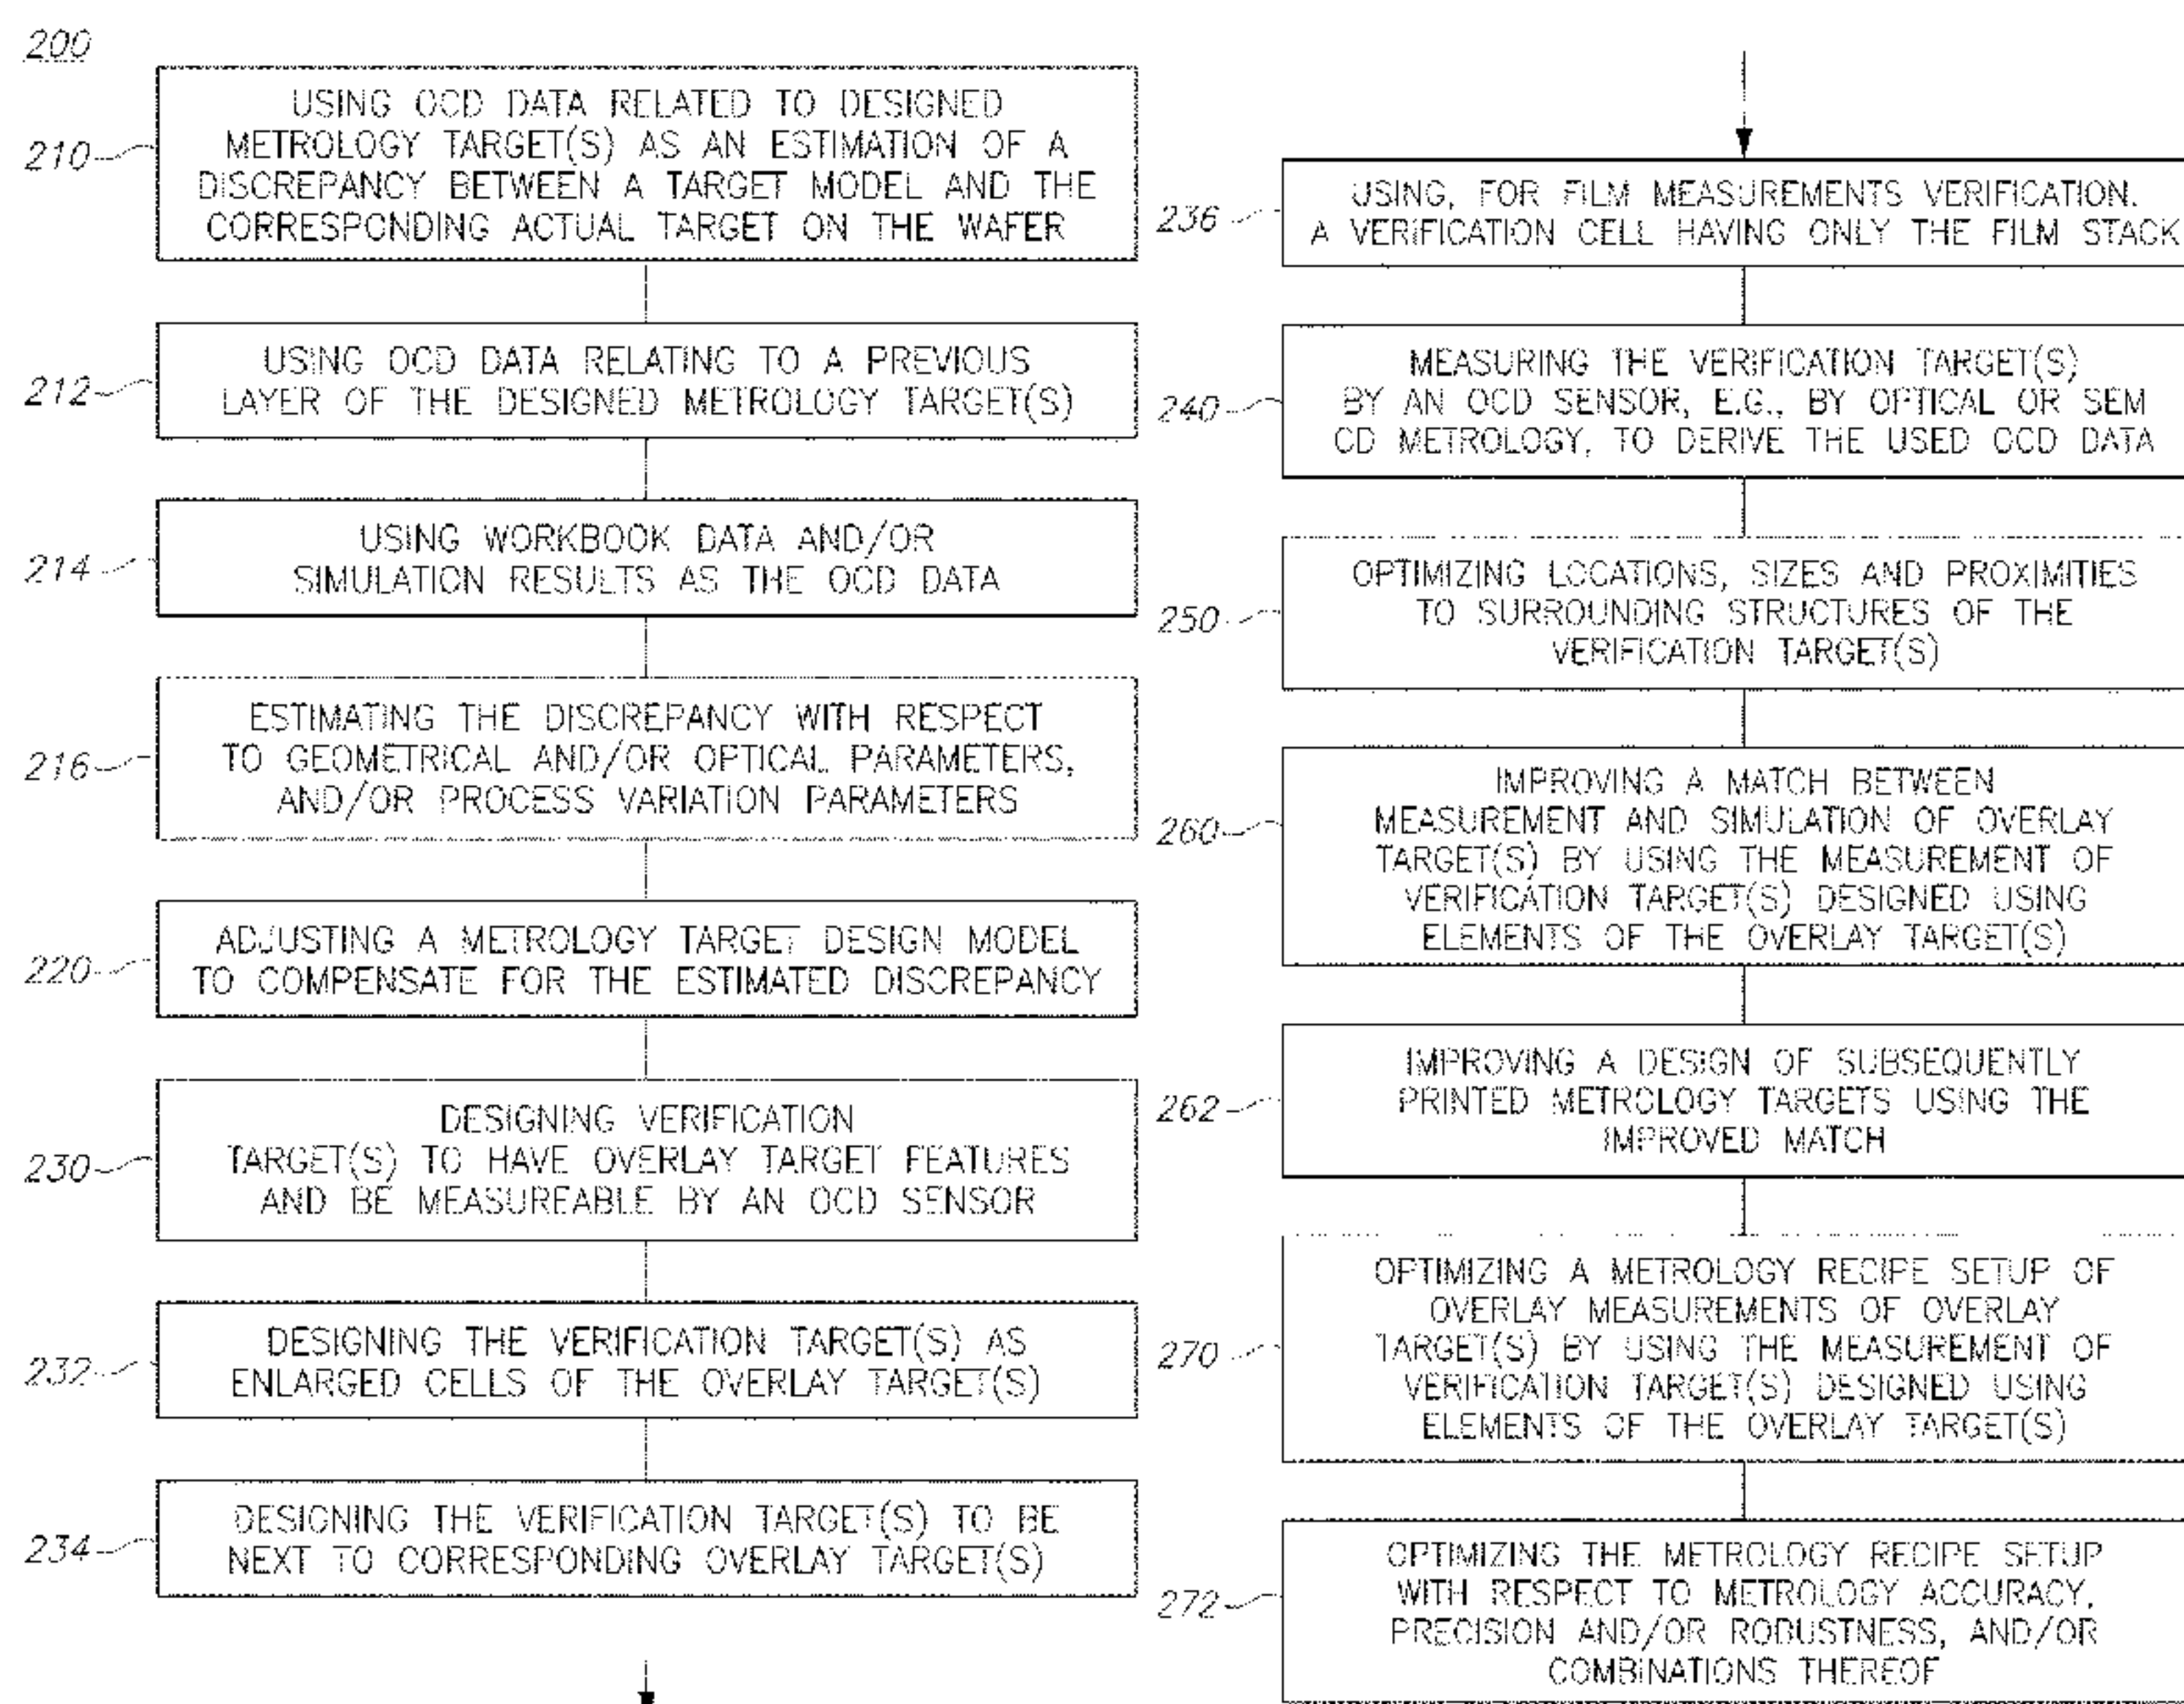 200
210
USING OCD DATA RELATED TO DESIGNED
METROLOGY TARGET(S) AS AN ESTIMATION OF A
DISCREPANCY BETWEEN A TARGET MODEL AND THE
CORRESPONDING ACTUAL TARGET ON THE WAFER
212
USING OCD DATA RELATING TO A PREVIOUS
LAYER OF THE DESIGNED METROLOGY TARGET(S)
214
USING WORKBOOK DATA AND/OR
SIMULATION RESULTS AS THE OCD DATA
216
ESTIMATING THE DISCREPANCY WITH RESPECT
TO GEOMETRICAL AND/OR OPTICAL PARAMETERS,
AND/OR PROCESS VARIATION PARAMETERS
220
ADJUSTING A METROLOGY TARGET DESIGN MODEL
TO COMPENSATE FOR THE ESTIMATED DISCREPANCY
230
DESIGNING VERIFICATION
TARGET(S) TO HAVE OVERLAY TARGET FEATURES
AND BE MEASUREABLE BY AN OCD SENSOR
232
DESIGNING THE VERIFICATION TARGET(S) AS
ENLARGED CELLS OF THE OVERLAY TARGET(S)
234
DESIGNING THE VERIFICATION TARGET(S) TO BE
NEXT TO CORRESPONDING OVERLAY TARGET(S)
236
USING, FOR FILM MEASUREMENTS VERIFICATION.
A VERIFICATION CELL HAVING ONLY THE FILM STACK
240
MEASURING THE VERIFICATION TARGET(S)
BY AN OCD SENSOR, E.G., BY OPTICAL OR SEM
CD METROLOGY, TO DERIVE THE USED OCD DATA
250
OPTIMIZING LOCATIONS, SIZES AND PROXIMITIES
TO SURROUNDING STRUCTURES OF THE
VERIFICATION TARGET(S)
260
IMPROVING A MATCH BETWEEN
MEASUREMENT AND SIMULATION OF OVERLAY
TARGET(S) BY USING THE MEASUREMENT OF
VERIFICATION TARGET(S) DESIGNED USING
ELEMENTS OF THE OVERLAY TARGET(S)
262
IMPROVING A DESIGN OF SUBSEQUENTLY
PRINTED METROLOGY TARGETS USING THE
IMPROVED MATCH
270
OPTIMIZING A METROLOGY RECIPE SETUP OF
OVERLAY MEASUREMENTS OF OVERLAY
TARGET(S) BY USING THE MEASUREMENT OF
VERIFICATION TARGET(S) DESIGNED USING
ELEMENTS OF THE OVERLAY TARGET(S)
272
OPTIMIZING THE METROLOGY RECIPE SETUP
WITH RESPECT TO METROLOGY ACCURACY,
PRECISION AND/OR ROBUSTNESS, AND/OR
COMBINATIONS THEREOF